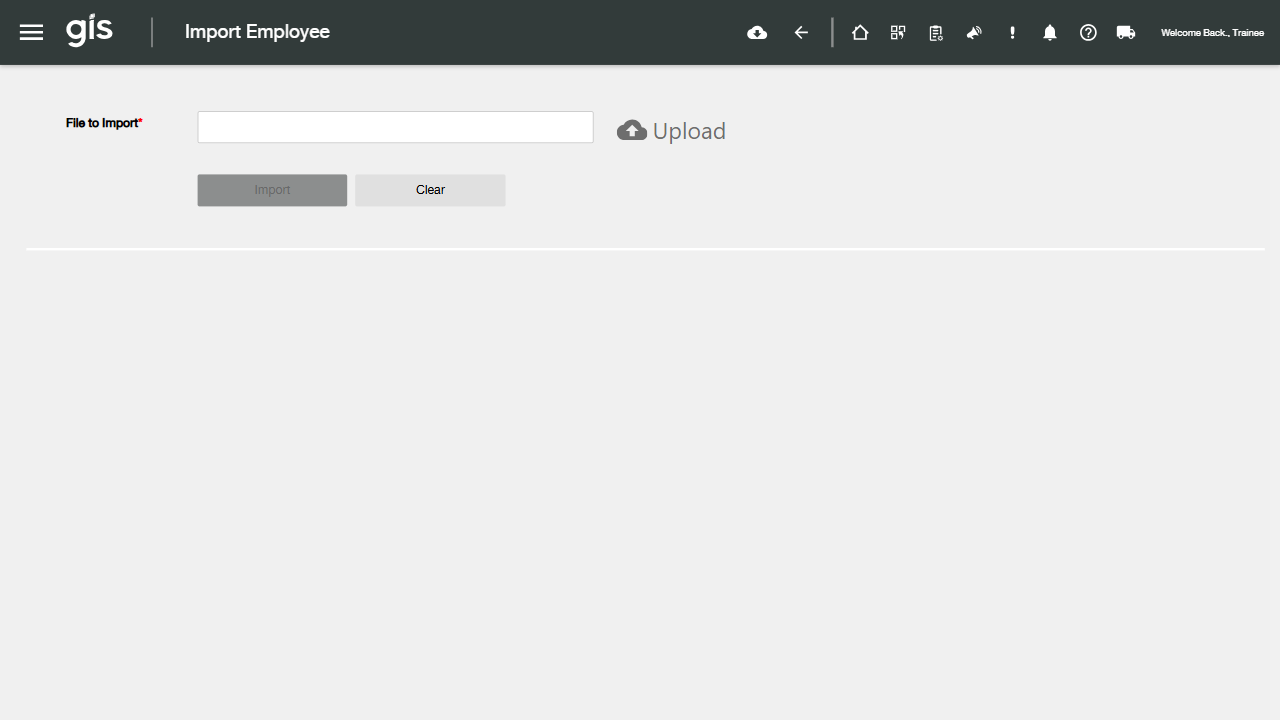 gis
Import Employee
Welcome Back., Trainee
File to Import*
Upload
Import
Clear